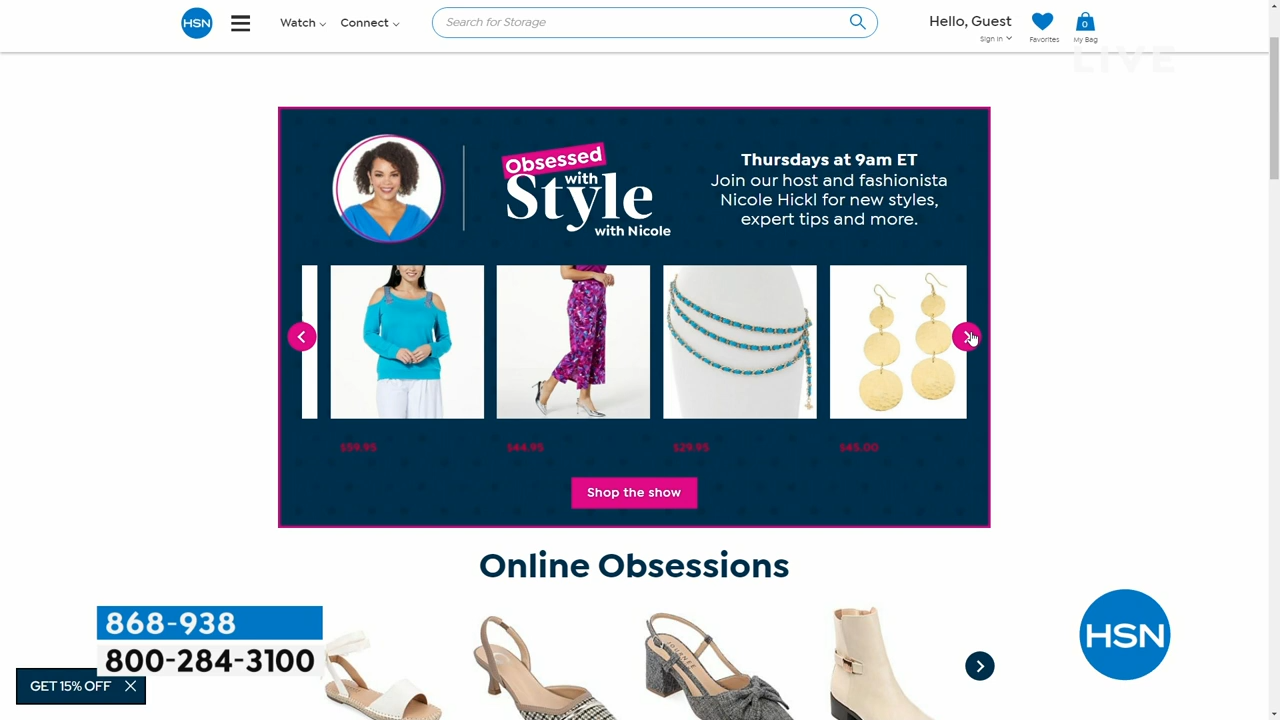 HSN
Watch
Connect
Search for Storage
Hello, Guest
Sign in
Favorites
0
My Bag
LIVE
Obsessed
with
Style
with Nicole
Thursdays at 9am ET
Join our host and fashionista
Nicole Hickl for new styles,
expert tips and more.
$59.95
$44.95
$29.95
$45.00
Shop the show
Online Obsessions
868-938
800-284-3100
GET 15% OFF
HSN